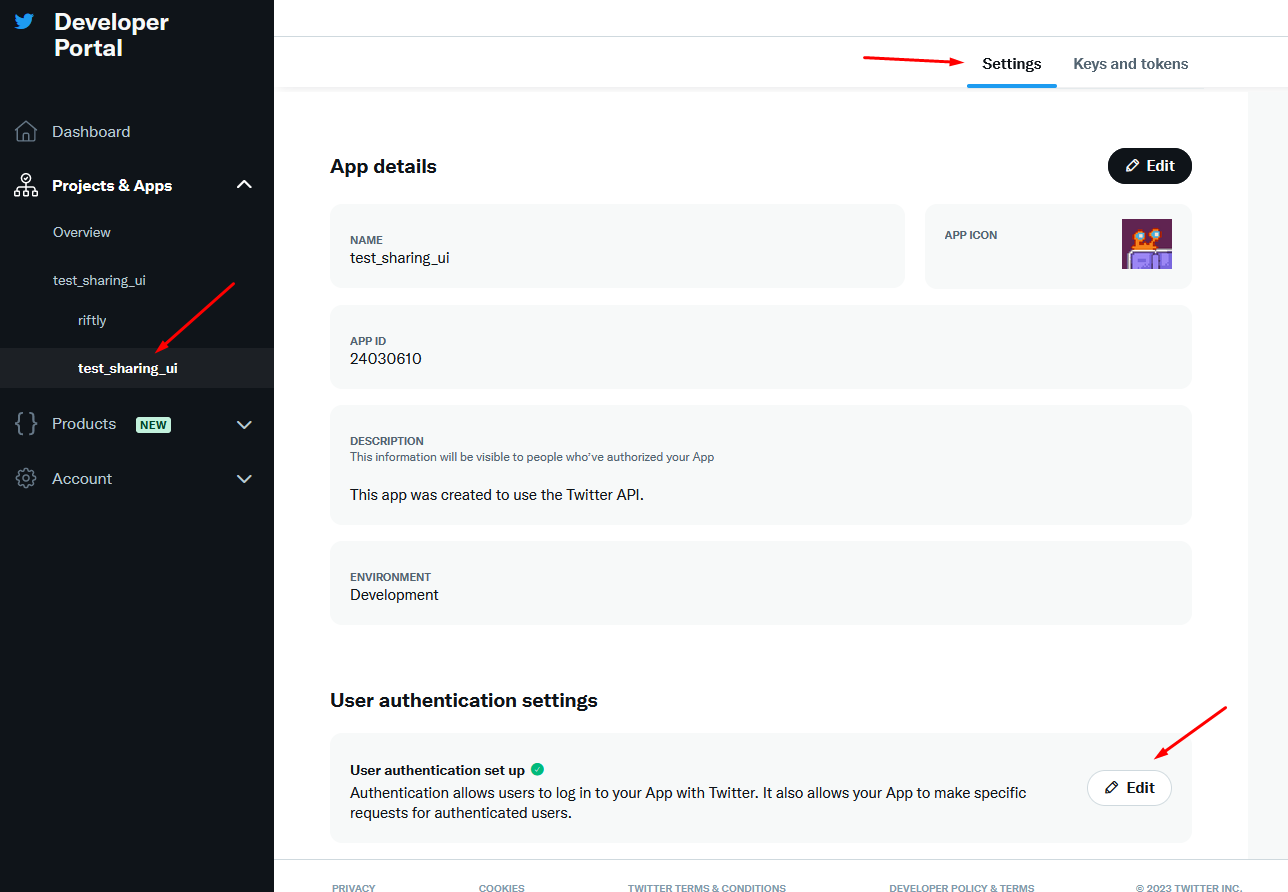 Developer
Portal
Dashboard
Projects & Apps
Overview
test_sharing_ui
riftly
test_sharing_ui
Products NEW
Account
Settings Keys and tokens
App details
Edit
NAME
test_sharing_ui
APP ICON
APP ID
24030610
DESCRIPTION
This information will be visible to people who've authorized your App
This app was created to use the Twitter API.
ENVIRONMENT
Development
User authentication settings
User authentication set up
Authentication allows users to log in to your App with Twitter. It also allows your App to make specific
requests for authenticated users.
Edit
PRIVACY COOKIES TWITTER TERMS & CONDITIONS DEVELOPER POLICY & TERMS © 2023 TWITTER INC.